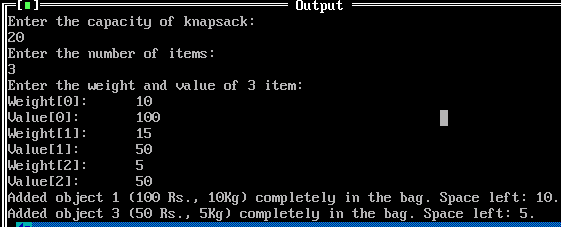 [■] Output
Enter the capacity of knapsack:
20
Enter the number of items:
3
Enter the weight and value of 3 item:
Weight[0]: 10
Value[0]: 100
Weight[1]: 15
Value[1]: 50
Weight[2]: 5
Value[2]: 50
Added object 1 (100 Rs., 10Kg) completely in the bag. Space left: 10.
Added object 3 (50 Rs., 5Kg) completely in the bag. Space left: 5.